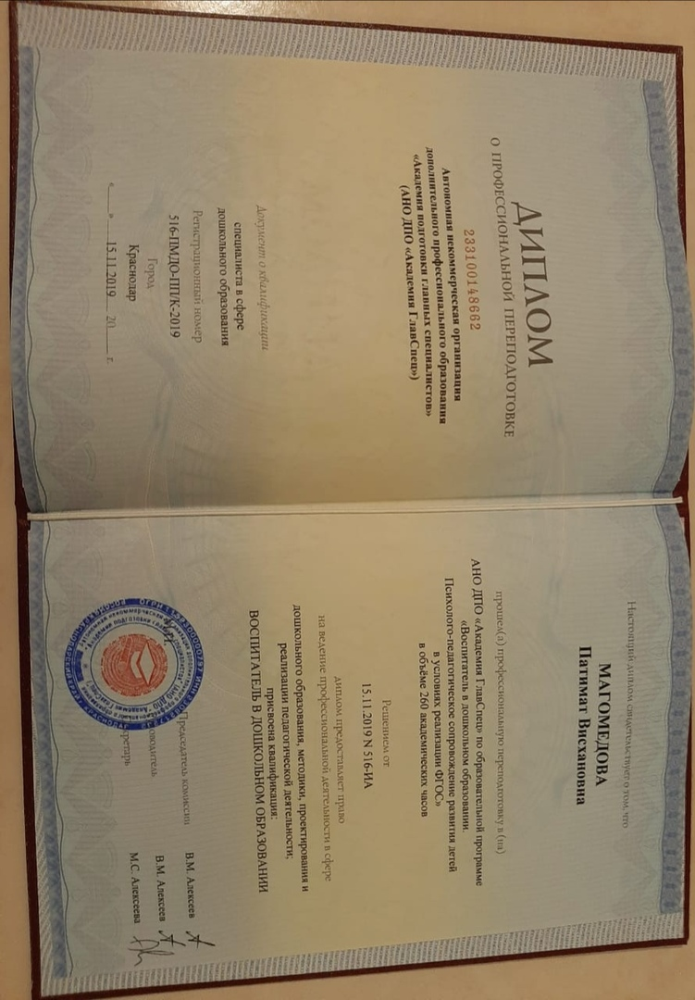 ДИПЛОМ
О ПРОФЕССИОНАЛЬНОЙ ПЕРЕПОДГОТОВКЕ
233100148662
Автономная некоммерческая организация
дополнительного профессионального образования
«Академия подготовки главных специалистов»
(АНО ДПО «Академия ГлавСпец»)
Документ о квалификации
специалиста в сфере
дошкольного образования
Регистрационный номер
516-ПМДО-ПП/К-2019
Город
Краснодар
« » 15.11.2019 20 г.
Настоящий диплом свидетельствует о том, что
МАГОМЕДОВА
Патимат Висхановна
прошел(а) профессиональную переподготовку в (на)
АНО ДПО «Академия ГлавСпец» по образовательной программе
«Воспитатель в дошкольном образовании.
Психолого-педагогическое сопровождение развития детей
в условиях реализации ФГОС»
в объёме 260 академических часов
Решением от
15.11.2019 N 516-ИА
диплом предоставляет право
на ведение профессиональной деятельности в сфере
дошкольного образования, методики, проектирования и
реализации педагогической деятельности;
присвоена квалификация:
ВОСПИТАТЕЛЬ В ДОШКОЛЬНОМ ОБРАЗОВАНИИ
Председатель комиссии В.М. Алексеев
В.М. Алексеев
М.С. Алексеева